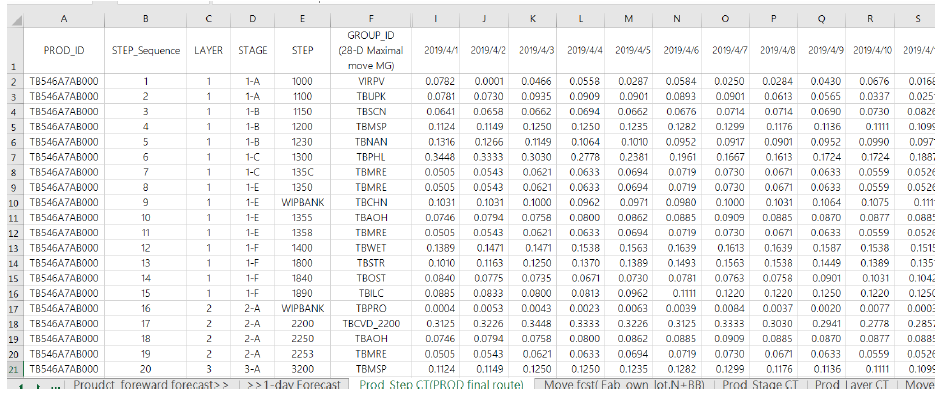 A B C D E F I J K L M N O P Q R S
1 PROD_ID STEP_Sequence LAYER STAGE STEP GROUP_ID (28-D Maximal move MG) 2019/4/1 2019/4/2 2019/4/3 2019/4/4 2019/4/5 2019/4/6 2019/4/7 2019/4/8 2019/4/9 2019/4/10 2019/4/
2 TB546A7AB000 1 1 1-A 1000 VIRPV 0.0782 0.0001 0.0466 0.0558 0.0287 0.0584 0.0250 0.0284 0.0430 0.0676 0.0168
3 TB546A7AB000 2 1 1-A 1100 TBUPK 0.0781 0.0730 0.0935 0.0909 0.0901 0.0893 0.0901 0.0613 0.0565 0.0337 0.025
4 TB546A7AB000 3 1 1-B 1150 TBSCN 0.0641 0.0658 0.0662 0.0694 0.0662 0.0676 0.0714 0.0714 0.0690 0.0730 0.0826
5 TB546A7AB000 4 1 1-B 1200 TBMSP 0.1124 0.1149 0.1250 0.1250 0.1235 0.1282 0.1299 0.1176 0.1136 0.1111 0.1099
6 TB546A7AB000 5 1 1-B 1230 TBNAN 0.1316 0.1266 0.1149 0.1064 0.1010 0.0952 0.0917 0.0901 0.0952 0.0990 0.097
7 TB546A7AB000 6 1 1-C 1300 TBPHL 0.3448 0.3333 0.3030 0.2778 0.2381 0.1961 0.1667 0.1613 0.1724 0.1724 0.1887
8 TB546A7AB000 7 1 1-C 135C TBMRE 0.0505 0.0543 0.0621 0.0633 0.0694 0.0719 0.0730 0.0671 0.0633 0.0559 0.0526
9 TB546A7AB000 8 1 1-E 1350 TBMRE 0.0505 0.0543 0.0621 0.0633 0.0694 0.0719 0.0730 0.0671 0.0633 0.0559 0.0526
10 TB546A7AB000 9 1 1-E WIPBANK TBCHN 0.1031 0.1031 0.1000 0.0962 0.0971 0.0980 0.1000 0.1031 0.1064 0.1075 0.111
11 TB546A7AB000 10 1 1-E 1355 TBAOH 0.0746 0.0794 0.0758 0.0800 0.0862 0.0885 0.0909 0.0885 0.0870 0.0877 0.0885
12 TB546A7AB000 11 1 1-E 1358 TBMRE 0.0505 0.0543 0.0621 0.0633 0.0694 0.0719 0.0730 0.0671 0.0633 0.0559 0.0526
13 TB546A7AB000 12 1 1-F 1400 TBWET 0.1389 0.1471 0.1471 0.1538 0.1563 0.1639 0.1613 0.1639 0.1587 0.1538 0.1515
14 TB546A7AB000 13 1 1-F 1800 TBSTR 0.1010 0.1163 0.1250 0.1370 0.1389 0.1493 0.1563 0.1538 0.1449 0.1389 0.135
15 TB546A7AB000 14 1 1-F 1840 TBOST 0.0840 0.0775 0.0735 0.0671 0.0730 0.0781 0.0763 0.0758 0.0901 0.1031 0.1042
16 TB546A7AB000 15 1 1-F 1890 TBILC 0.0885 0.0833 0.0800 0.0813 0.0962 0.1111 0.1220 0.1220 0.1250 0.1220 0.1250
17 TB546A7AB000 16 2 2-A WIPBANK TBPRO 0.0004 0.0053 0.0043 0.0023 0.0063 0.0039 0.0084 0.0037 0.0020 0.0077 0.0003
18 TB546A7AB000 17 2 2-A 2200 TBCVD_2200 0.3125 0.3226 0.3448 0.3333 0.3226 0.3125 0.3333 0.3030 0.2941 0.2778 0.2857
19 TB546A7AB000 18 2 2-A 2250 TBAOH 0.0746 0.0794 0.0758 0.0800 0.0862 0.0885 0.0909 0.0885 0.0870 0.0877 0.0885
20 TB546A7AB000 19 2 2-A 2253 TBMRE 0.0505 0.0543 0.0621 0.0633 0.0694 0.0719 0.0730 0.0671 0.0633 0.0559 0.0526
21 TB546A7AB000 20 3 3-A 3200 TBMSP 0.1124 0.1149 0.1250 0.1250 0.1235 0.1282 0.1299 0.1176 0.1136 0.1111 0.1099
... Proudct foreward forecast>> >>1-day Forecast Prod_Step CT(PROD final route) Move fcst( Fab_own_lot,N+BB) Prod_Stage CT Prod_Layer CT Move